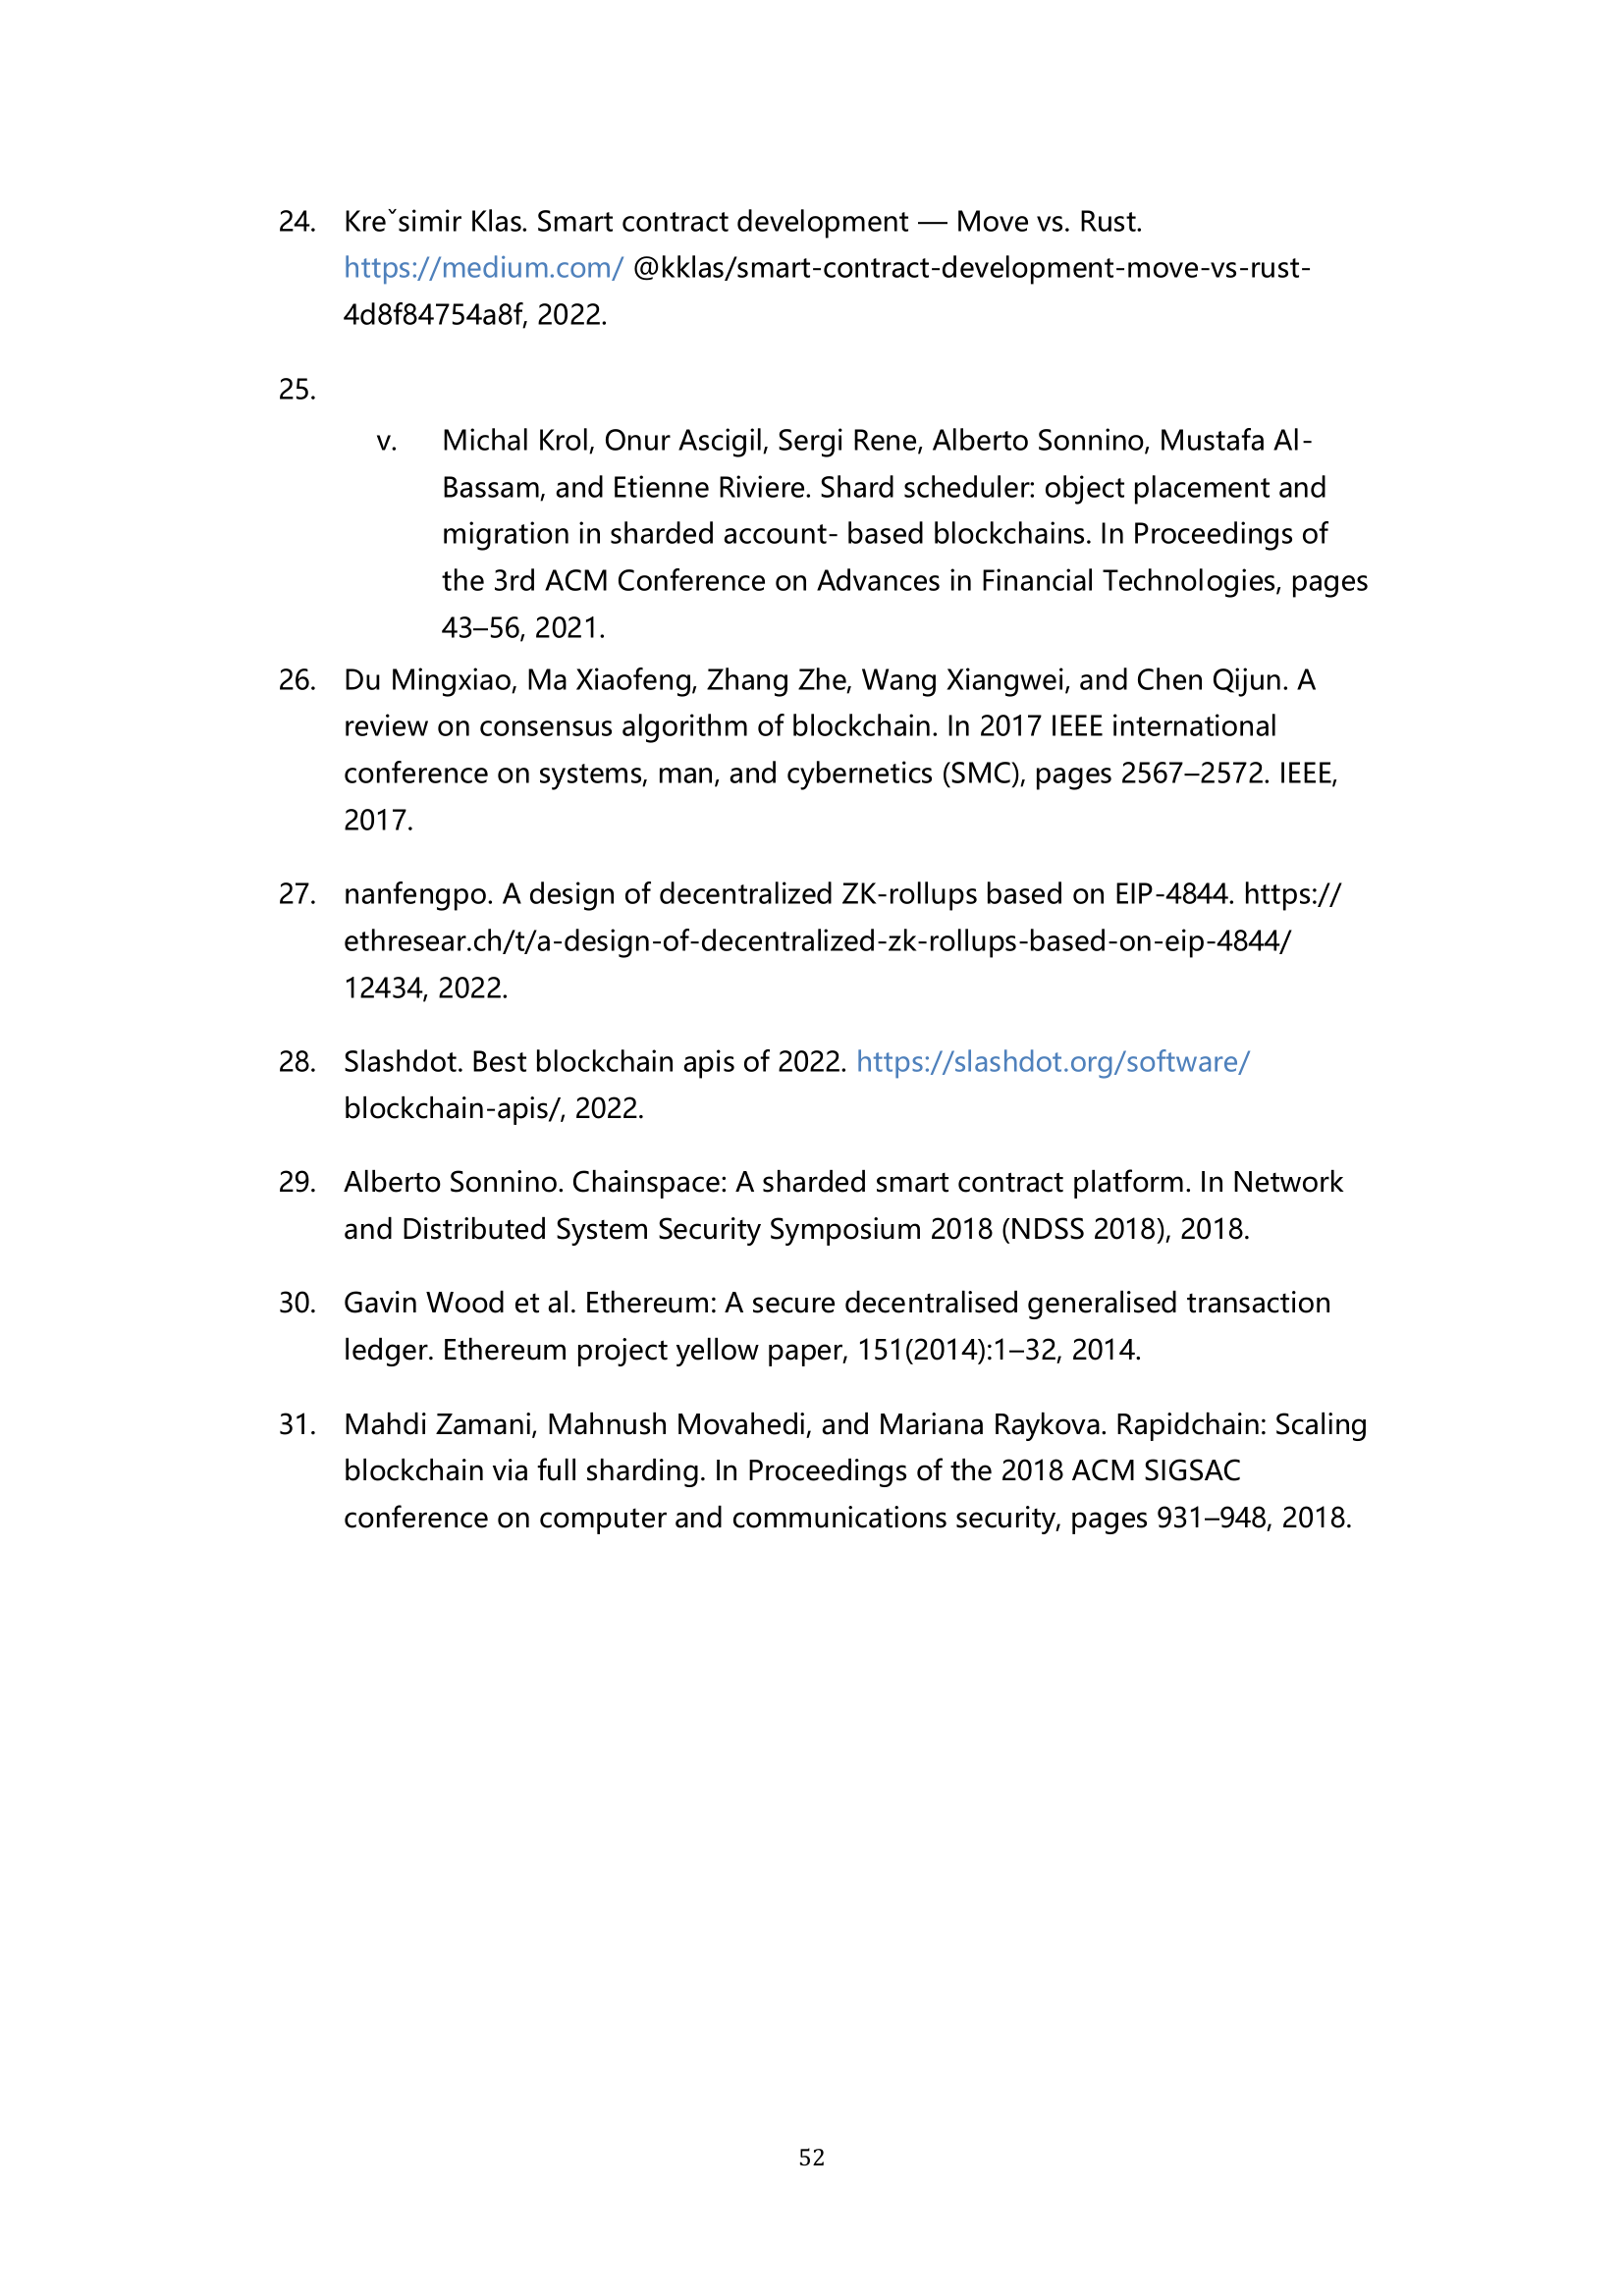 24. Kreˇsimir Klas. Smart contract development — Move vs. Rust.
https://medium.com/ @kklas/smart-contract-development-move-vs-rust-
4d8f84754a8f, 2022.
25.
v. Michal Krol, Onur Ascigil, Sergi Rene, Alberto Sonnino, Mustafa Al-
Bassam, and Etienne Riviere. Shard scheduler: object placement and
migration in sharded account- based blockchains. In Proceedings of
the 3rd ACM Conference on Advances in Financial Technologies, pages
43–56, 2021.
26. Du Mingxiao, Ma Xiaofeng, Zhang Zhe, Wang Xiangwei, and Chen Qijun. A
review on consensus algorithm of blockchain. In 2017 IEEE international
conference on systems, man, and cybernetics (SMC), pages 2567–2572. IEEE,
2017.
27. nanfengpo. A design of decentralized ZK-rollups based on EIP-4844. https://
ethresear.ch/t/a-design-of-decentralized-zk-rollups-based-on-eip-4844/
12434, 2022.
28. Slashdot. Best blockchain apis of 2022. https://slashdot.org/software/
blockchain-apis/, 2022.
29. Alberto Sonnino. Chainspace: A sharded smart contract platform. In Network
and Distributed System Security Symposium 2018 (NDSS 2018), 2018.
30. Gavin Wood et al. Ethereum: A secure decentralised generalised transaction
ledger. Ethereum project yellow paper, 151(2014):1–32, 2014.
31. Mahdi Zamani, Mahnush Movahedi, and Mariana Raykova. Rapidchain: Scaling
blockchain via full sharding. In Proceedings of the 2018 ACM SIGSAC
conference on computer and communications security, pages 931–948, 2018.
52